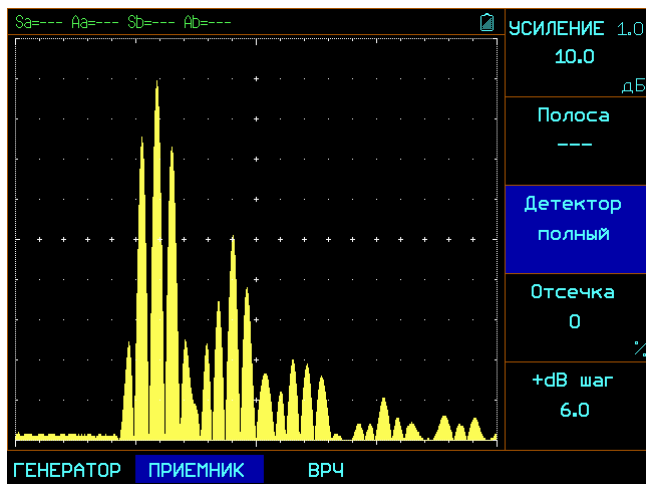 Sa=--- Aa=--- Sb=--- Ab=---
УСИЛЕНИЕ 1.0
10.0
дБ
Полоса
---
Детектор
полный
Отсечка
0
%
+dB шаг
6.0
ГЕНЕРАТОР ПРИЕМНИК ВРЧ